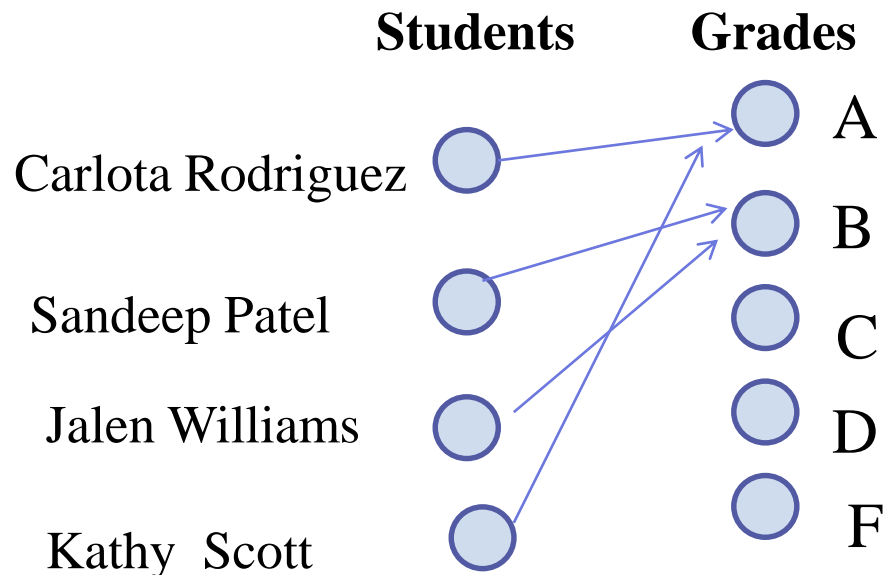 Students Grades
A
Carlota Rodriguez
B
Sandeep Patel
C
Jalen Williams
D
F
Kathy Scott